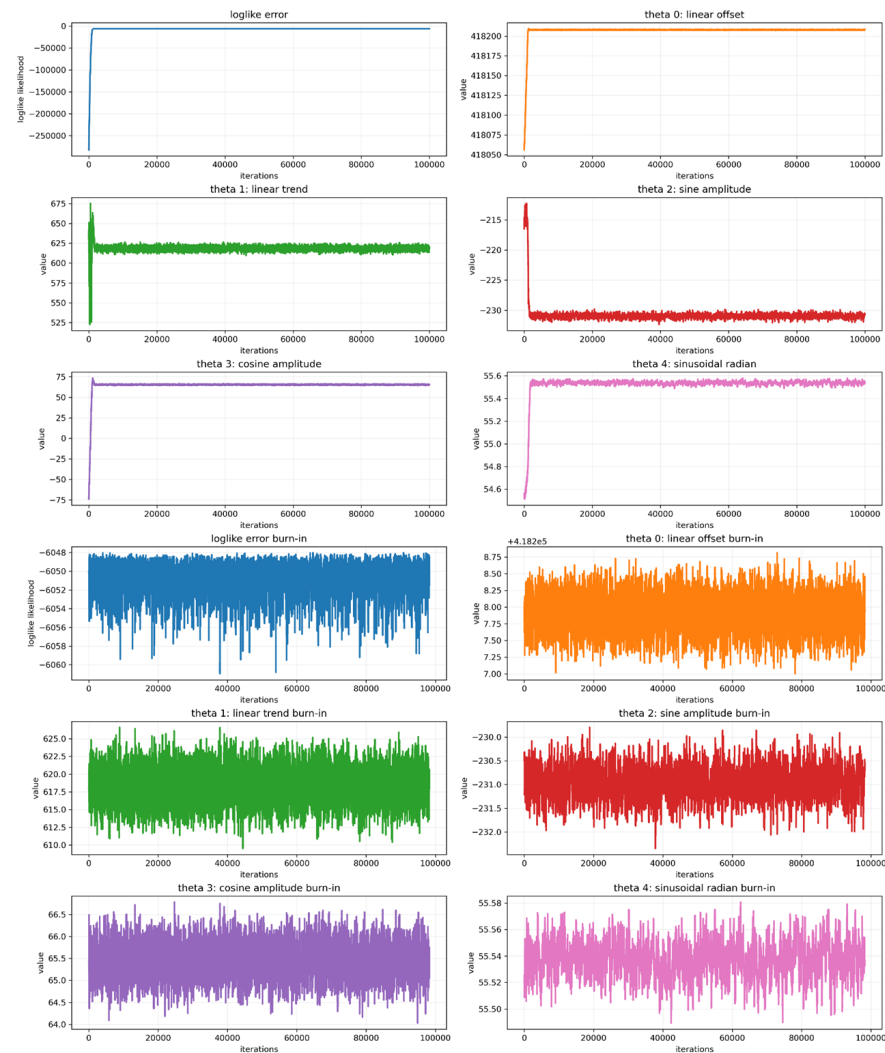 loglike error
loglike likelihood
0
−50000
−100000
−150000
−200000
−250000
0 20000 40000 60000 80000 100000
iterations
theta 0: linear offset
value
418200
418175
418150
418125
418100
418075
418050
0 20000 40000 60000 80000 100000
iterations
theta 1: linear trend
value
675
650
625
600
575
550
525
0 20000 40000 60000 80000 100000
iterations
theta 2: sine amplitude
value
−215
−220
−225
−230
0 20000 40000 60000 80000 100000
iterations
theta 3: cosine amplitude
value
75
50
25
0
−25
−50
−75
0 20000 40000 60000 80000 100000
iterations
theta 4: sinusoidal radian
value
55.6
55.4
55.2
55.0
54.8
54.6
0 20000 40000 60000 80000 100000
iterations
loglike error burn-in
loglike likelihood
−6048
−6050
−6052
−6054
−6056
−6058
−6060
0 20000 40000 60000 80000 100000
iterations
theta 0: linear offset burn-in
+4.182e5
value
8.75
8.50
8.25
8.00
7.75
7.50
7.25
7.00
0 20000 40000 60000 80000 100000
iterations
theta 1: linear trend burn-in
value
625.0
622.5
620.0
617.5
615.0
612.5
610.0
0 20000 40000 60000 80000 100000
iterations
theta 2: sine amplitude burn-in
value
−230.0
−230.5
−231.0
−231.5
−232.0
0 20000 40000 60000 80000 100000
iterations
theta 3: cosine amplitude burn-in
value
66.5
66.0
65.5
65.0
64.5
64.0
0 20000 40000 60000 80000 100000
iterations
theta 4: sinusoidal radian burn-in
value
55.58
55.56
55.54
55.52
55.50
0 20000 40000 60000 80000 100000
iterations